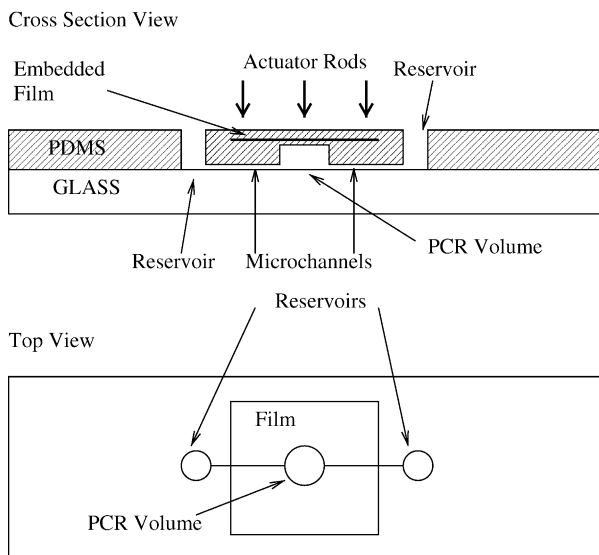 Cross Section View
Embedded
Film
Actuator Rods
Reservoir
PDMS
GLASS
PCR Volume
Reservoir
Microchannels
Reservoirs
Top View
Film
PCR Volume